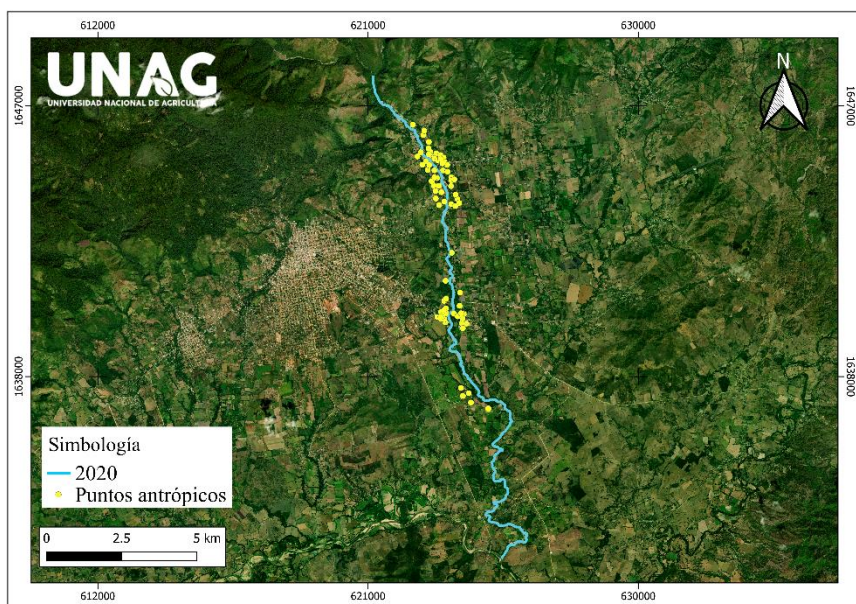 612000
621000
630000
UNAG
UNIVERSIDAD NACIONAL DE AGRICULTURA
N
1647000
1647000
1638000
1638000
Simbología
2020
Puntos antrópicos
0 2.5 5 km
612000
621000
630000